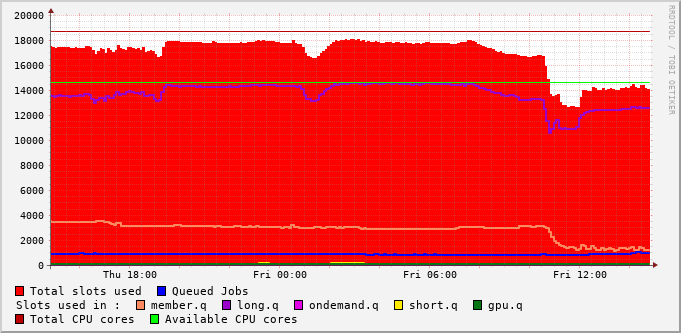 20000
18000
16000
14000
12000
10000
8000
6000
4000
2000
0
Thu 18:00 Fri 00:00 Fri 06:00 Fri 12:00
RRDTOOL / TOBI OETIKER
Total slots used Queued Jobs
Slots used in : member.q long.q ondemand.q short.q gpu.q
Total CPU cores Available CPU cores